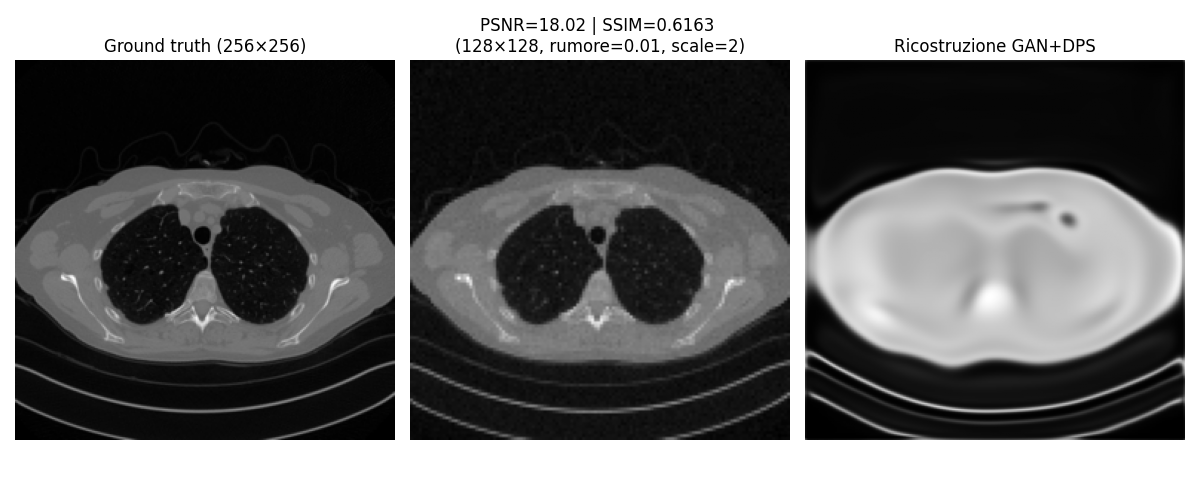 Ground truth (256×256)
PSNR=18.02 | SSIM=0.6163
(128×128, rumore=0.01, scale=2)
Ricostruzione GAN+DPS